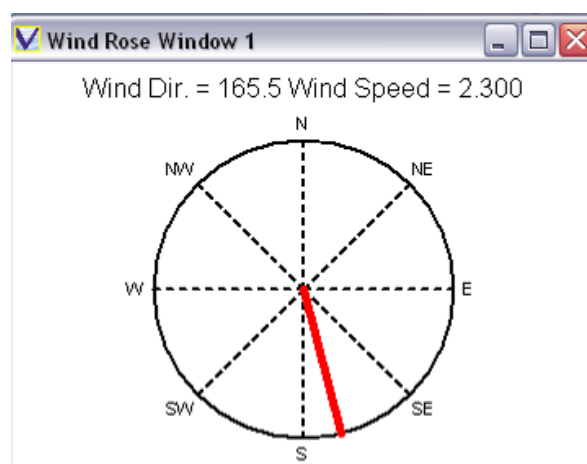 Wind Rose Window 1
Wind Dir. = 165.5 Wind Speed = 2.300
N
NW NE
W E
SW SE
S